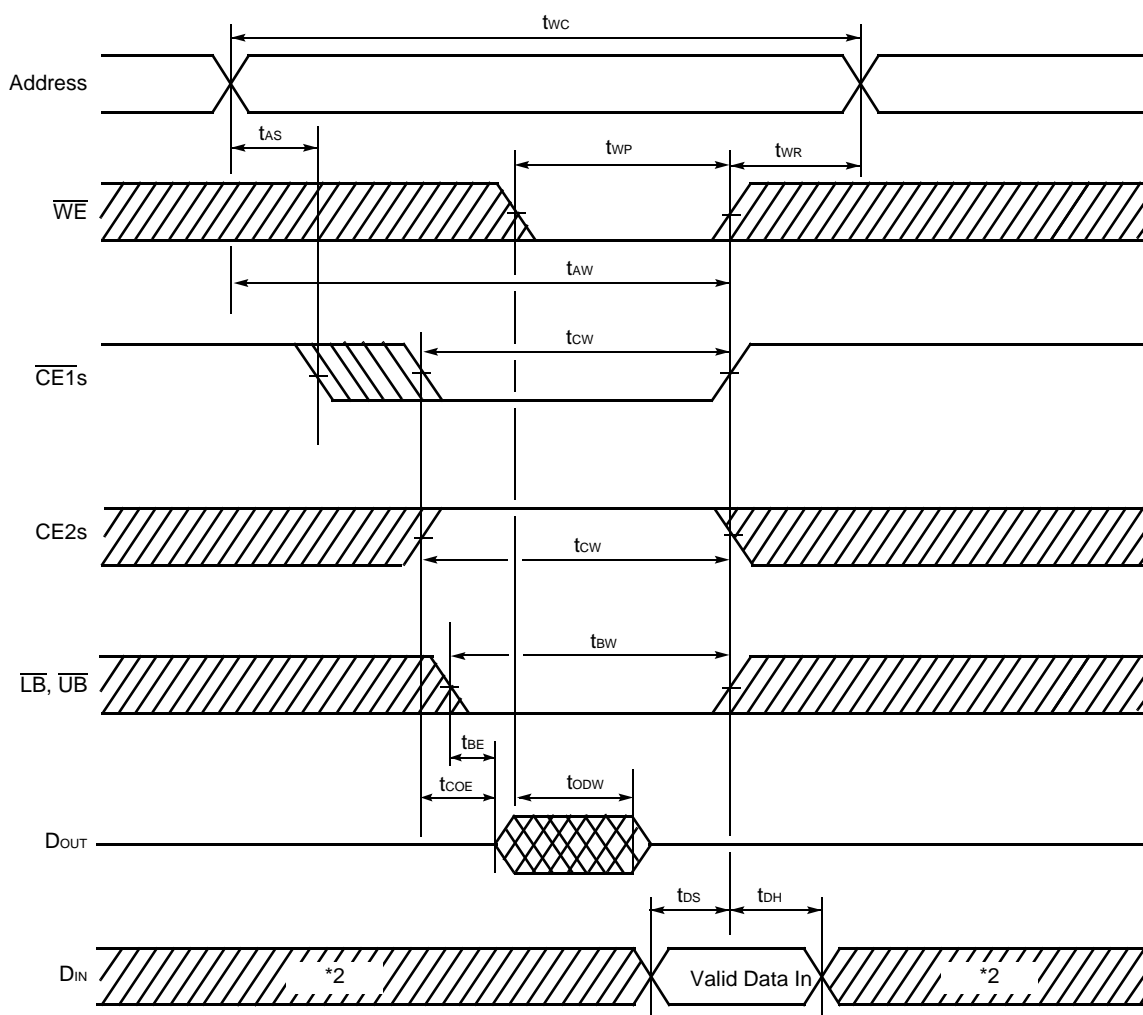 tWC
Address
tAS
tWP
tWR
WE
tAW
tCW
CE1s
CE2s
tCW
tBW
LB, UB
tBE
tCOE
tODW
DOUT
tDS
tDH
DIN
*2
Valid Data In
*2